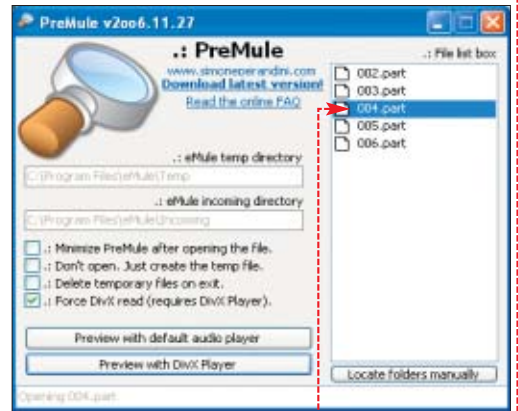 PreMule v2oo6.11.27
.: PreMule
www.simoneperandini.com
Download latest version!
Read the online FAQ
.: eMule temp directory
C:\Program Files\eMule\Temp
.: eMule incoming directory
C:\Program Files\eMule\Incoming
.: Minimize PreMule after opening the file.
.: Don't open. Just create the temp file.
.: Delete temporary files on exit.
.: Force DivX read (requires DivX Player).
Preview with default audio player
Preview with DivX Player
Opening 004.part
.: File list box
002.part
003.part
004.part
005.part
006.part
Locate folders manually